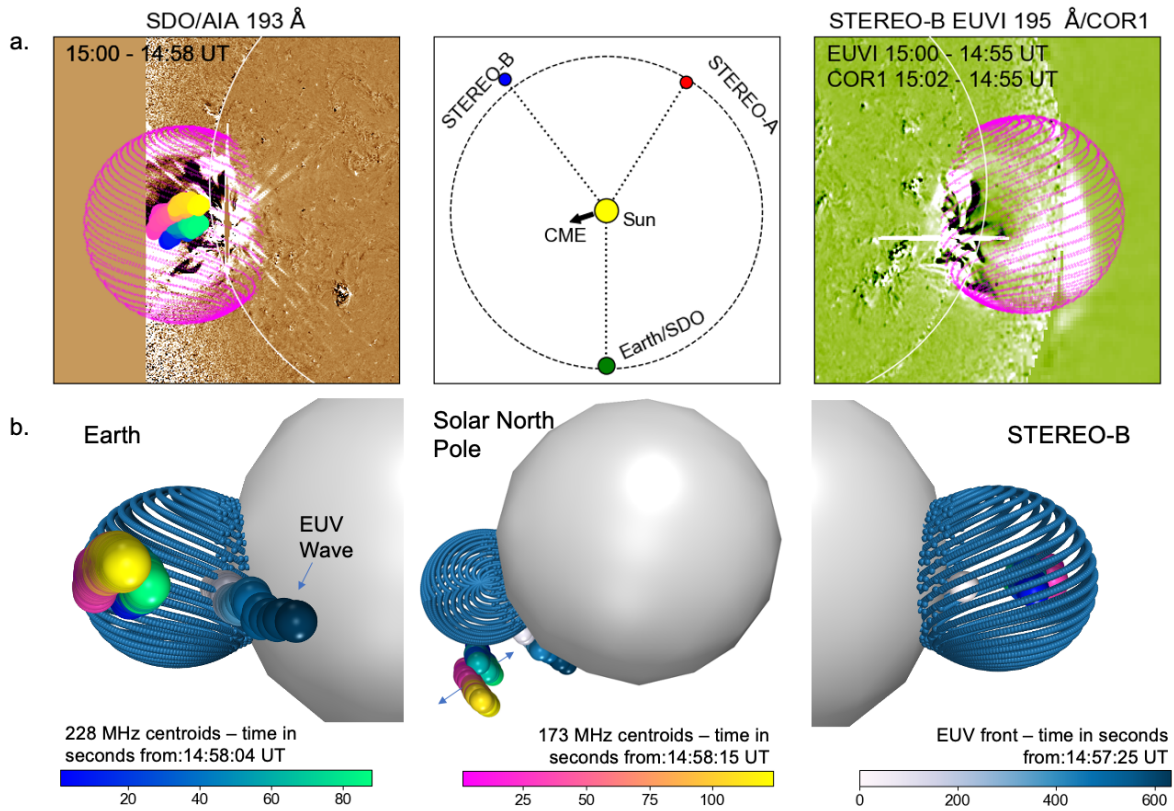 SDO/AIA 193 Å
STEREO-B EUVI 195 Å/COR1
a.
15:00 - 14:58 UT
STEREO-B
STEREO-A
Sun
CME
Earth/SDO
EUVI 15:00 - 14:55 UT
COR1 15:02 - 14:55 UT
b.
Earth
EUV
Wave
Solar North
Pole
STEREO-B
228 MHz centroids – time in
seconds from:14:58:04 UT
20 40 60 80
173 MHz centroids – time in
seconds from:14:58:15 UT
25 50 75 100
EUV front – time in seconds
from:14:57:25 UT
0 200 400 600